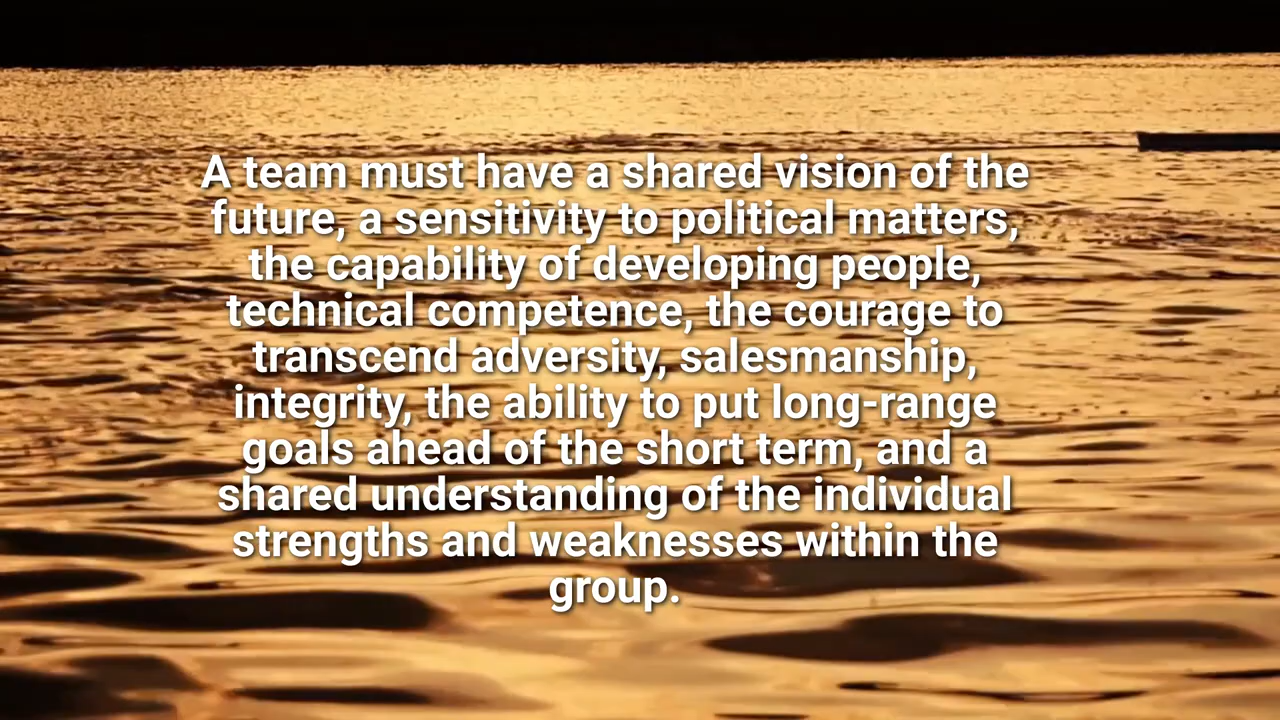 A team must have a shared vision of the
future, a sensitivity to political matters,
the capability of developing people,
technical competence, the courage to
transcend adversity, salesmanship,
integrity, the ability to put long-range
goals ahead of the short term, and a
shared understanding of the individual
strengths and weaknesses within the
group.